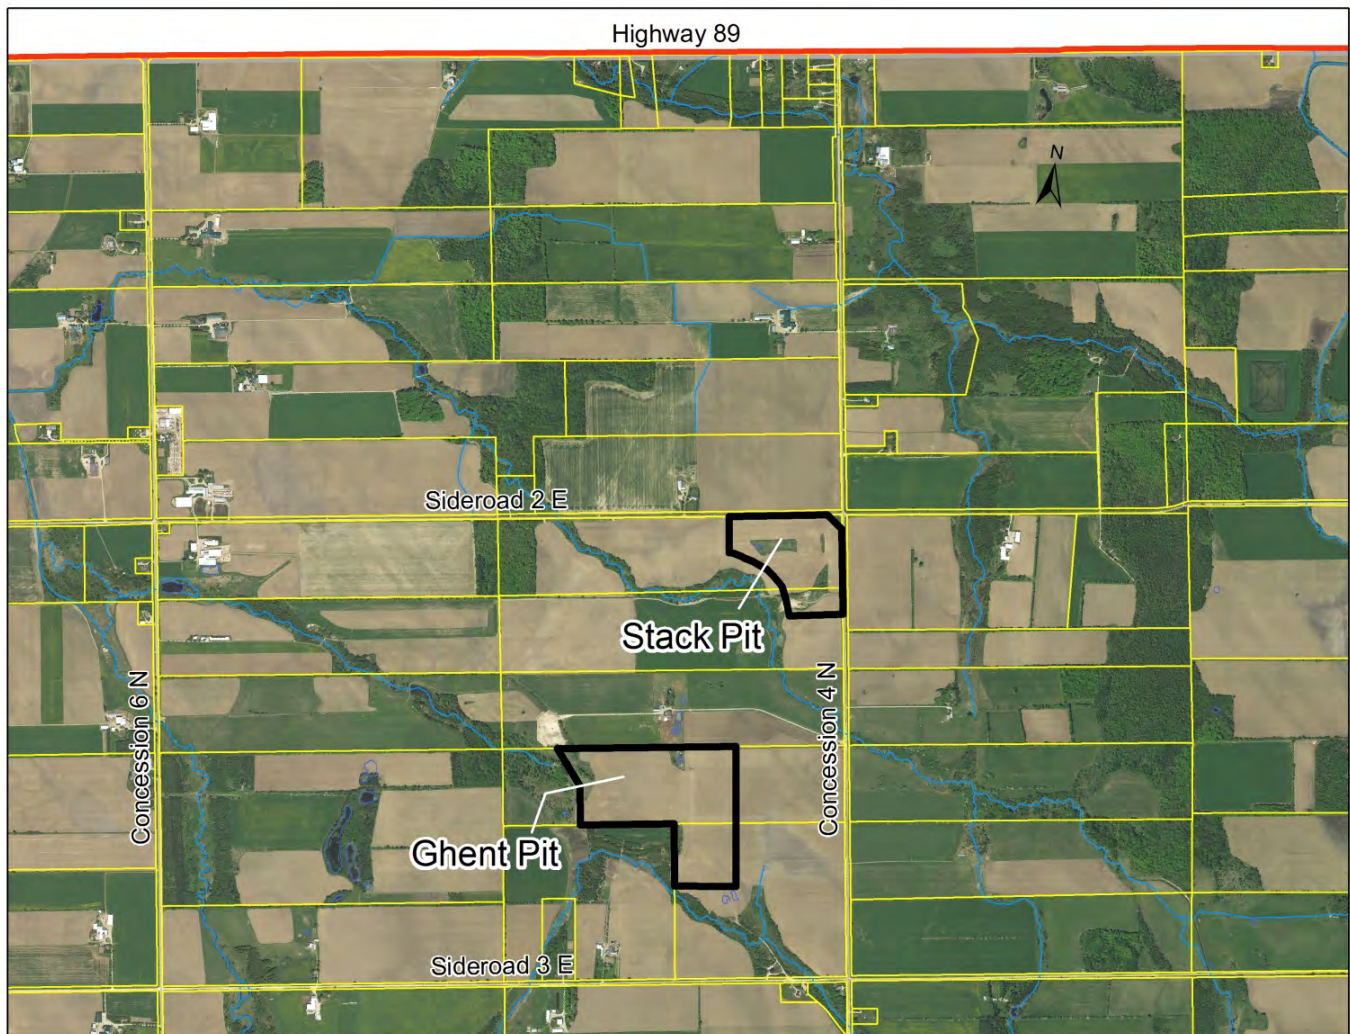 Highway 89
N
Sideroad 2 E
Stack Pit
Concession 6 N
Concession 4 N
Ghent Pit
Sideroad 3 E